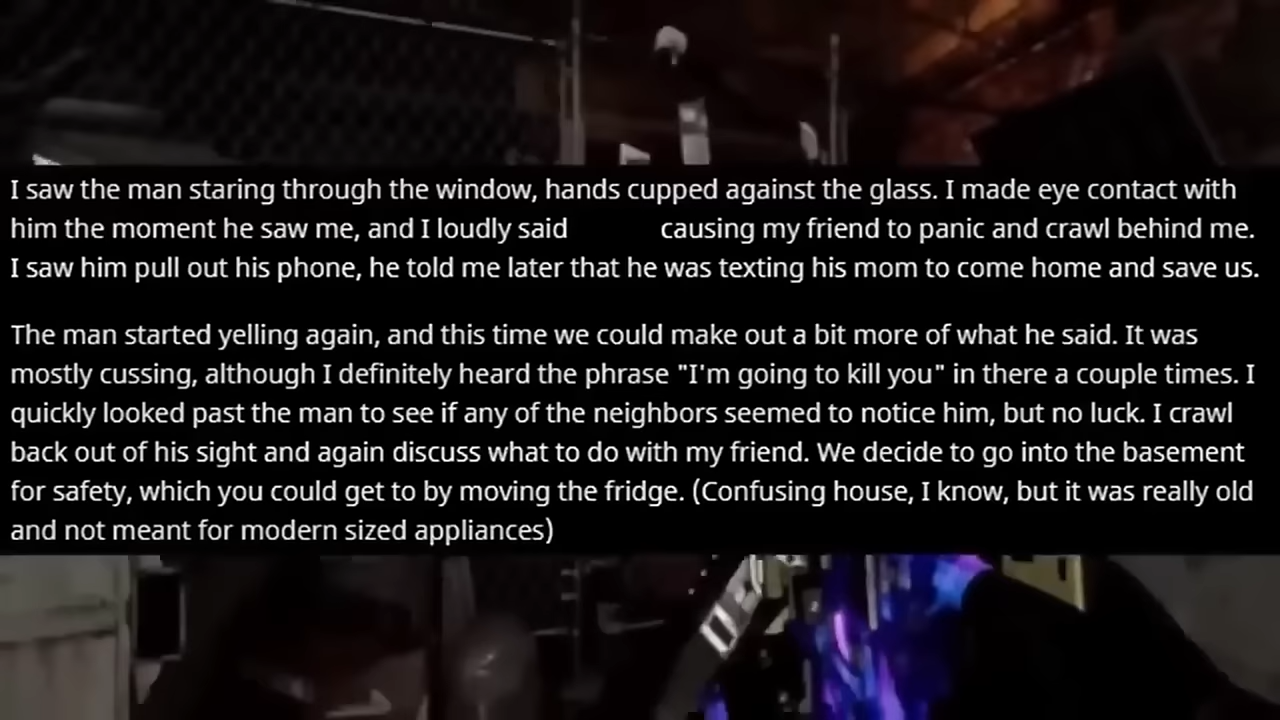 I saw the man staring through the window, hands cupped against the glass. I made eye contact with
him the moment he saw me, and I loudly said causing my friend to panic and crawl behind me.
I saw him pull out his phone, he told me later that he was texting his mom to come home and save us.
The man started yelling again, and this time we could make out a bit more of what he said. It was
mostly cussing, although I definitely heard the phrase "I'm going to kill you" in there a couple times. I
quickly looked past the man to see if any of the neighbors seemed to notice him, but no luck. I crawl
back out of his sight and again discuss what to do with my friend. We decide to go into the basement
for safety, which you could get to by moving the fridge. (Confusing house, I know, but it was really old
and not meant for modern sized appliances)